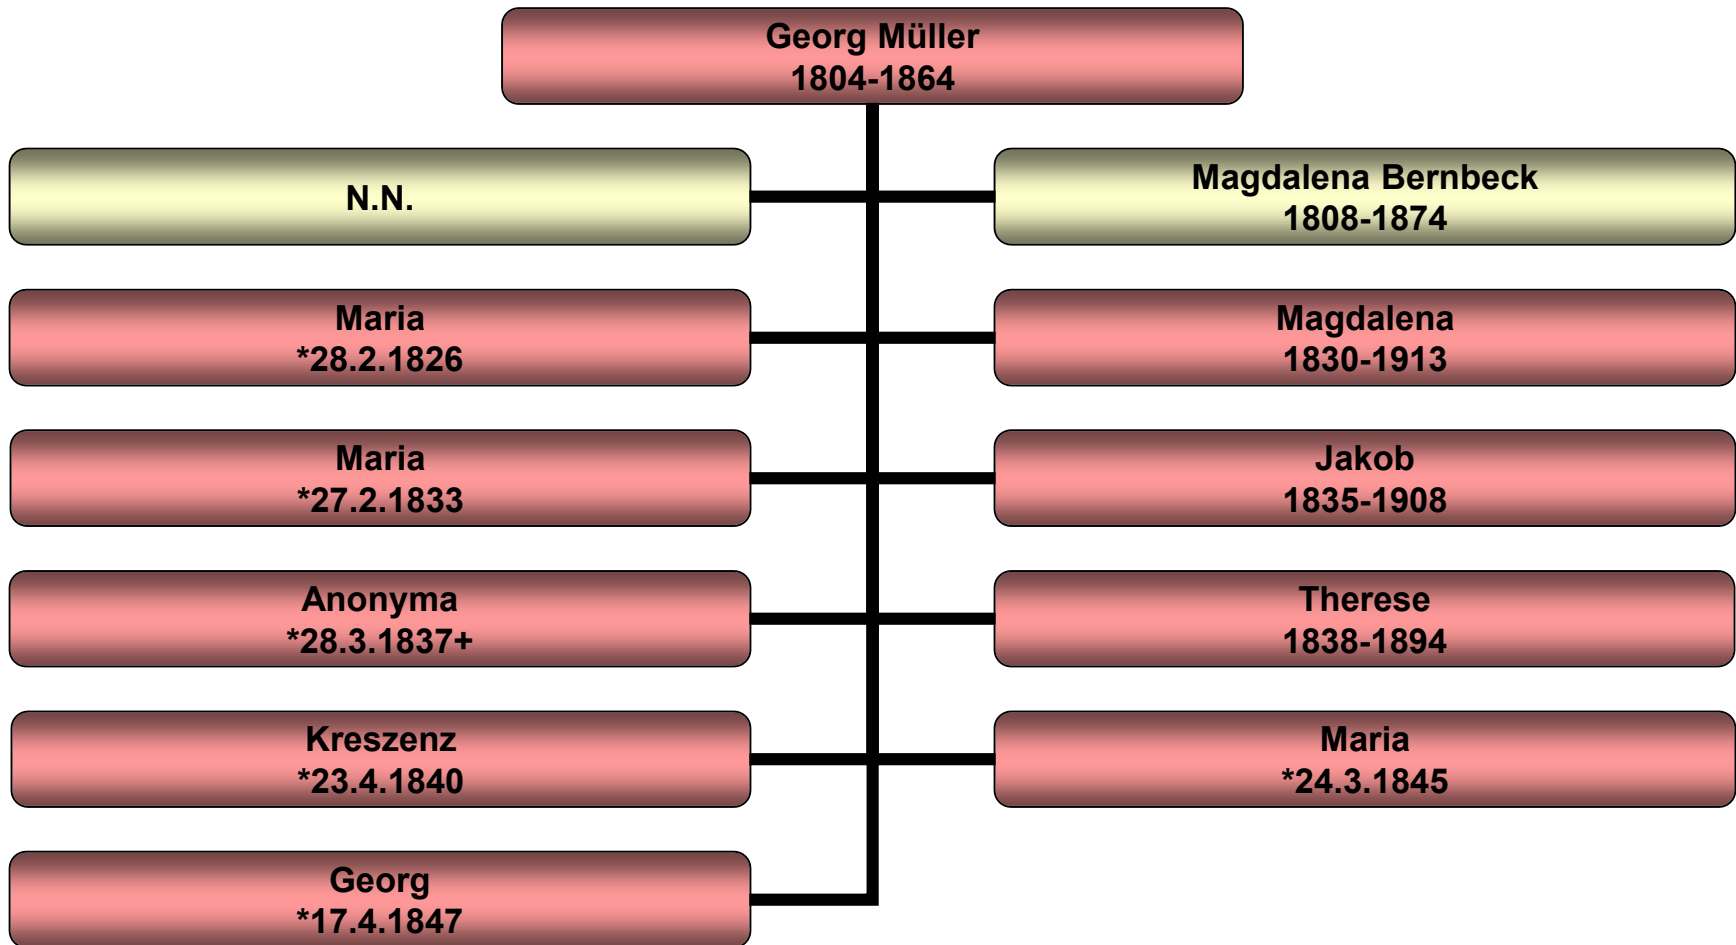 Georg Müller
1804-1864
N.N.
Magdalena Bernbeck
1808-1874
Maria
*28.2.1826
Magdalena
1830-1913
Maria
*27.2.1833
Jakob
1835-1908
Anonyma
*28.3.1837+
Therese
1838-1894
Kreszenz
*23.4.1840
Maria
*24.3.1845
Georg
*17.4.1847